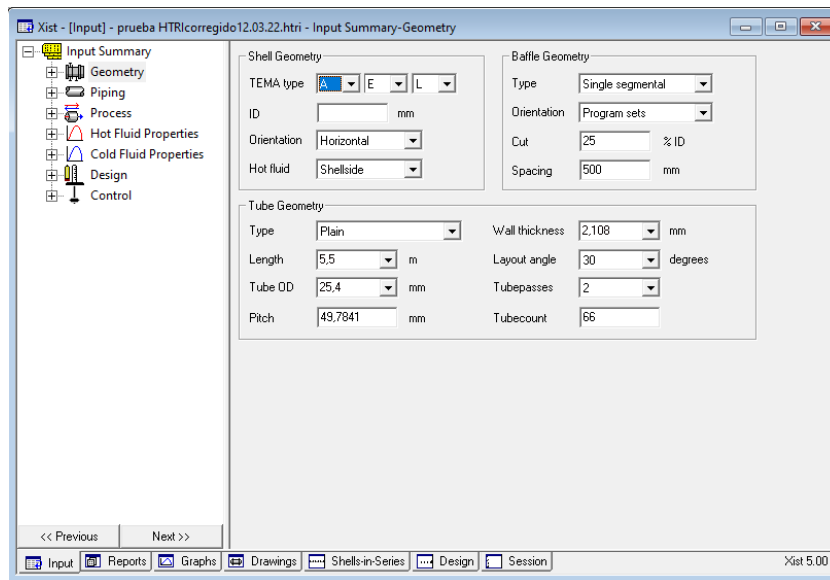 Xist - [Input] - prueba HTRIcorregido12.03.22.htri - Input Summary-Geometry
Input Summary
Geometry
Piping
Process
Hot Fluid Properties
Cold Fluid Properties
Design
Control
<< Previous Next >>
Shell Geometry
TEMA type A E L
ID mm
Orientation Horizontal
Hot fluid Shellside
Baffle Geometry
Type Single segmental
Orientation Program sets
Cut 25 % ID
Spacing 500 mm
Tube Geometry
Type Plain
Length 5,5 m
Tube OD 25,4 mm
Pitch 49,7841 mm
Wall thickness 2,108 mm
Layout angle 30 degrees
Tubepasses 2
Tubecount 66
Input Reports Graphs Drawings Shells-in-Series Design Session Xist 5.00